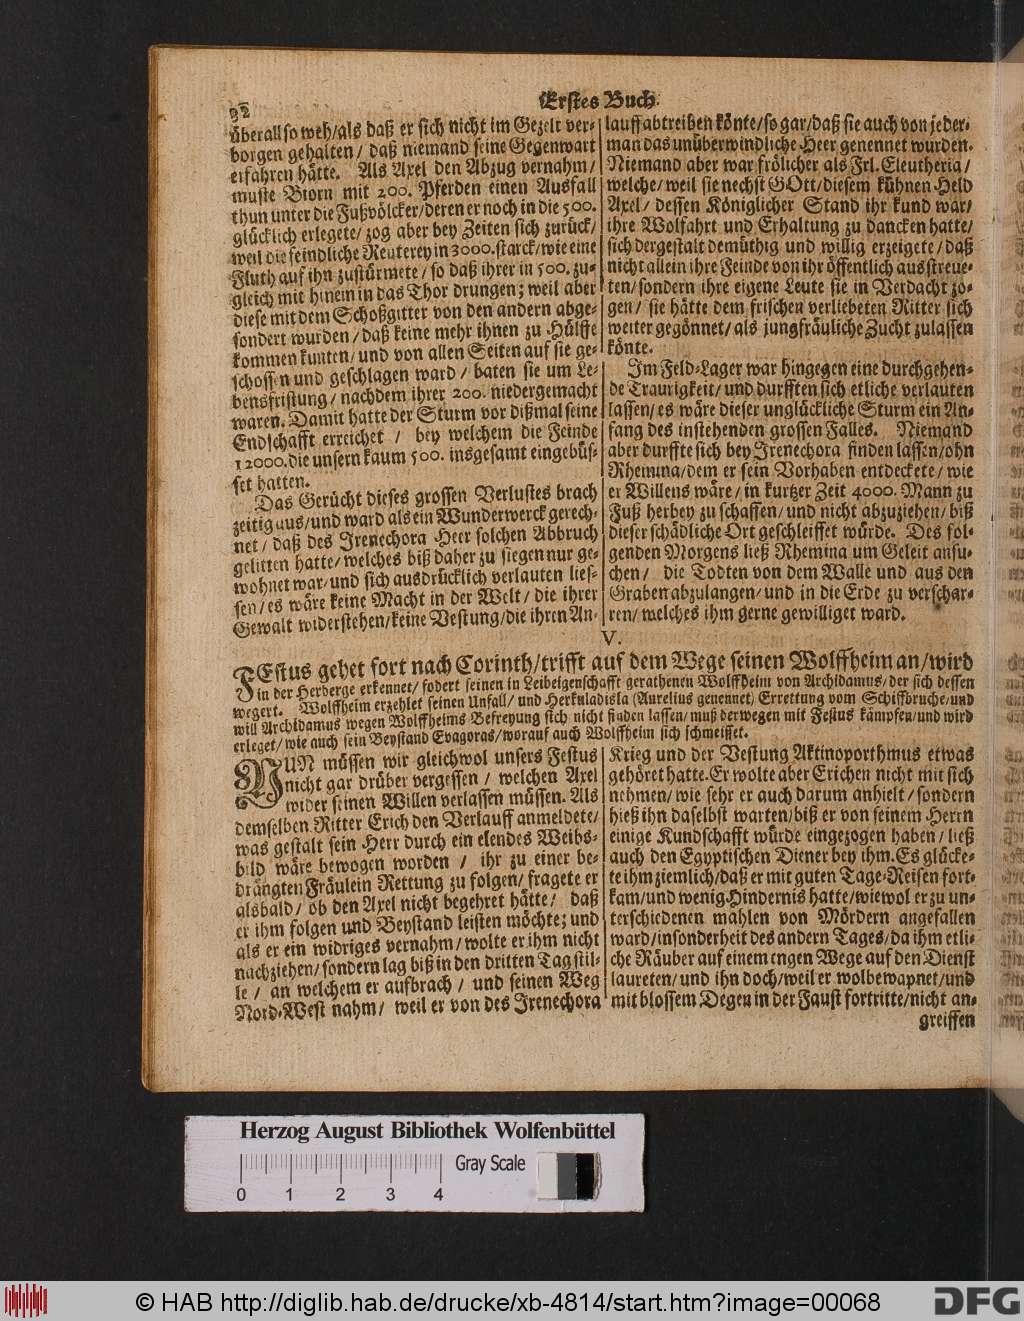 92
Erstes Buch.
überall so weh/als daß er sich nicht im Gezelt ver-
borgen gehalten/ daß niemand seine Gegenwart
erfahren hätte. Als Axel den Abzug vernahm/
muste Biorn mit 200. Pferden einen Ausfall
thun unter die Fußvölcker/deren er noch in die 500.
glücklich erlegete/ zog aber bey Zeiten sich zurück/
weil die feindliche Reuterey in 3000. starck/wie eine
Fluth auf ihn zustürmete/ so daß ihrer in 500. zu-
gleich mit hinein in das Thor drungen; weil aber
diese mit dem Schoßgitter von den andern abge-
sondert wurden/ daß keine mehr ihnen zu Hülffe
kommen kunten/ und von allen Seiten auf sie ge-
schossen und geschlagen ward/ baten sie um Le-
bensfristung/ nachdem ihrer 200. niedergemacht
waren. Damit hatte der Sturm vor dißmal seine
Endschafft erreichet/ bey welchem die Feinde
12000. die unsern kaum 500. insgesamt eingebüs-
set hatten.
Das Gerücht dieses grossen Verlustes brach
zeitig aus/und ward als ein Wunderwerck gerech-
net/ daß des Irenechora Heer solchen Abbruch
gelitten hatte/welches biß daher zu siegen nur ge-
wohnet war/ und sich ausdrücklich verlauten lies-
sen/ es wäre keine Macht in der Welt/ die ihrer
Gewalt widerstehen/keine Vestung/die ihren An-
lauff abtreiben könte/so gar/daß sie auch von jeder-
man das unüberwindliche Heer genennet wurden.
Niemand aber war frölicher als Frl. Eleutheria/
welche/ weil sie nechst GOtt/diesem kühnen Held
Axel/ dessen Königlicher Stand ihr kund war/
ihre Wolfahrt und Erhaltung zu dancken hatte/
sich dergestalt demüthig und willig erzeigete/ daß
nicht allein ihre Feinde von ihr öffentlich ausstreue-
ten/sondern ihre eigene Leute sie in Verdacht zo-
gen/ sie hätte dem frischen verliebeten Ritter sich
weiter gegönnet/ als jungfräuliche Zucht zulassen
könte.
Im Feld-Lager war hingegen eine durchgehen-
de Traurigkeit/ und durfften sich etliche verlauten
lassen/ es wäre dieser unglückliche Sturm ein An-
fang des instehenden grossen Falles. Niemand
aber durffte sich bey Irenechora finden lassen/ohn
Rhemina/dem er sein Vorhaben entdeckete/ wie
er Willens wäre/ in kurtzer Zeit 4000. Mann zu
Fuß herbey zu schaffen/ und nicht abzuziehen/ biß
dieser schädliche Ort geschleiffet würde. Des fol-
genden Morgens ließ Rhemina um Geleit ansu-
chen/ die Todten von dem Walle und aus den
Graben abzulangen/ und in die Erde zu verschar-
ren/ welches ihm gerne gewilliget ward.
V.
FEstus gehet fort nach Corinth/trifft auf dem Wege seinen Wolffheim an/wird
in der Herberge erkennet/ fodert seinen in Leibeigenschafft gerathenen Wolffheim von Archidamus/ der sich dessen
wegert. Wolffheim erzehlet seinen Unfall/ und Herkuladisla (Aurelius genennet) Errettung vom Schiffbruche/und
will Archidamus wegen Wolffheims Befreyung sich nicht finden lassen/ muß derwegen mit Festus kämpfen/und wird
erleget/ wie auch sein Beystand Evagoras/worauf auch Wolffheim sich schmeisset.
NUN müssen wir gleichwol unsers Festus
nicht gar drüber vergessen/ welchen Axel
wider seinen Willen verlassen müssen. Als
demselben Ritter Erich den Verlauff anmeldete/
was gestalt sein Herr durch ein elendes Weibs-
bild wäre bewogen worden/ ihr zu einer be-
drängten Fräulein Rettung zu folgen/ fragete er
alsbald/ ob den Axel nicht begehret hätte/ daß
er ihm folgen und Beystand leisten möchte; und
als er ein widriges vernahm/ wolte er ihm nicht
nachziehen/ sondern lag biß in den dritten Tag stil-
le/ an welchem er aufbrach/ und seinen Weg
Nord-West nahm/ weil er von des Irenechora
Krieg und der Vestung Aktinoporthmus etwas
gehöret hatte. Er wolte aber Erichen nicht mit sich
nehmen/ wie sehr er auch darum anhielt/ sondern
hieß ihn daselbst warten/ biß er von seinem Herrn
einige Kundschafft würde eingezogen haben/ ließ
auch den Egyptischen Diener bey ihm. Es glücke-
te ihm ziemlich/daß er mit guten Tage-Reisen fort-
kam/und wenig Hindernis hatte/wiewol er zu un-
terschiedenen mahlen von Mördern angefallen
ward/insonderheit des andern Tages/da ihm etli-
che Räuber auf einem engen Wege auf den Dienst
laureten/ und ihn doch/weil er wolbewapnet/und
mit blossem Degen in der Faust fortritte/nicht an-
greiffen
Herzog August Bibliothek Wolfenbüttel
Gray Scale
0 1 2 3 4
© HAB http://diglib.hab.de/drucke/xb-4814/start.htm?image=00068
DFG